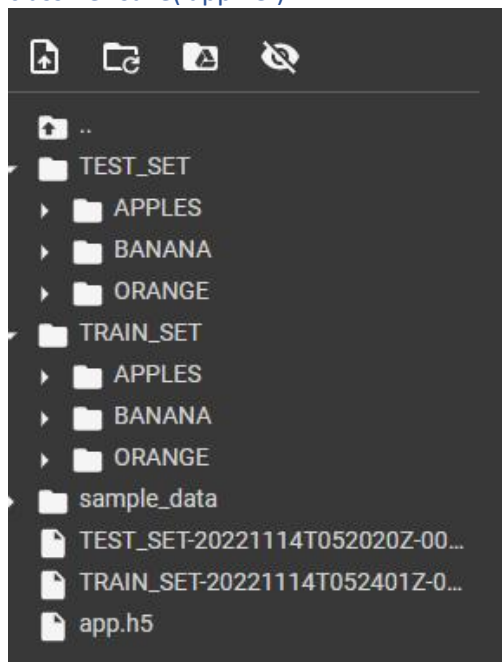 ..
TEST_SET
APPLES
BANANA
ORANGE
TRAIN_SET
APPLES
BANANA
ORANGE
sample_data
TEST_SET-20221114T052020Z-00...
TRAIN_SET-20221114T052401Z-0...
app.h5